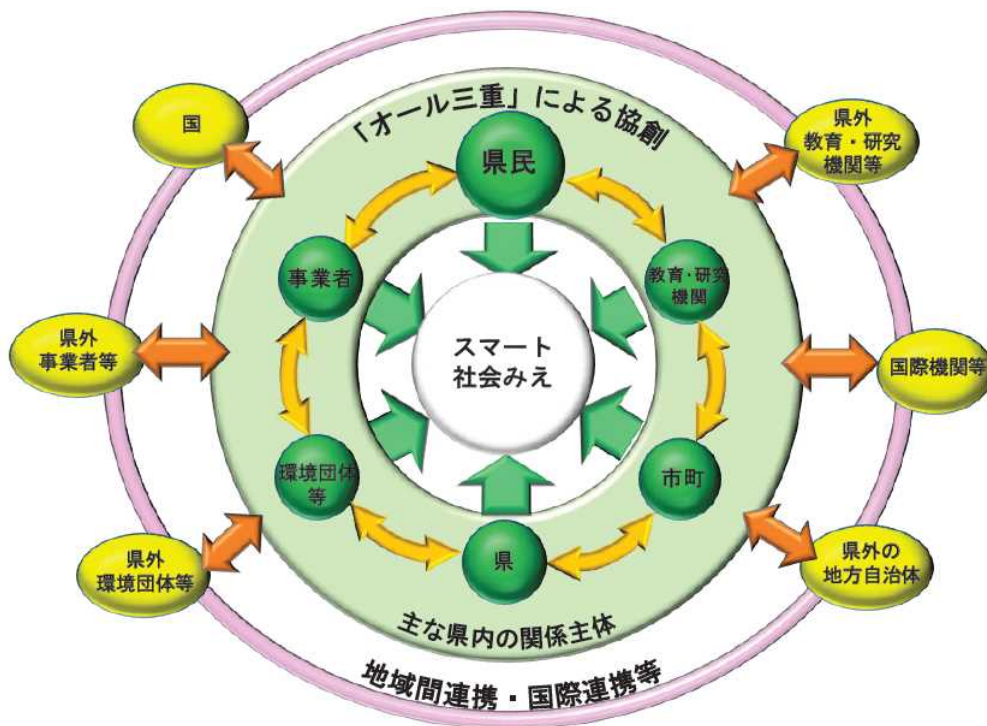 「オール三重」による協創
国
県外
教育・研究
機関等
県民
事業者
教育・研究
機関
県外
事業者等
スマート
社会みえ
国際機関等
環境団体
等
市町
県
県外
環境団体等
県外の
地方自治体
主な県内の関係主体
地域間連携・国際連携等